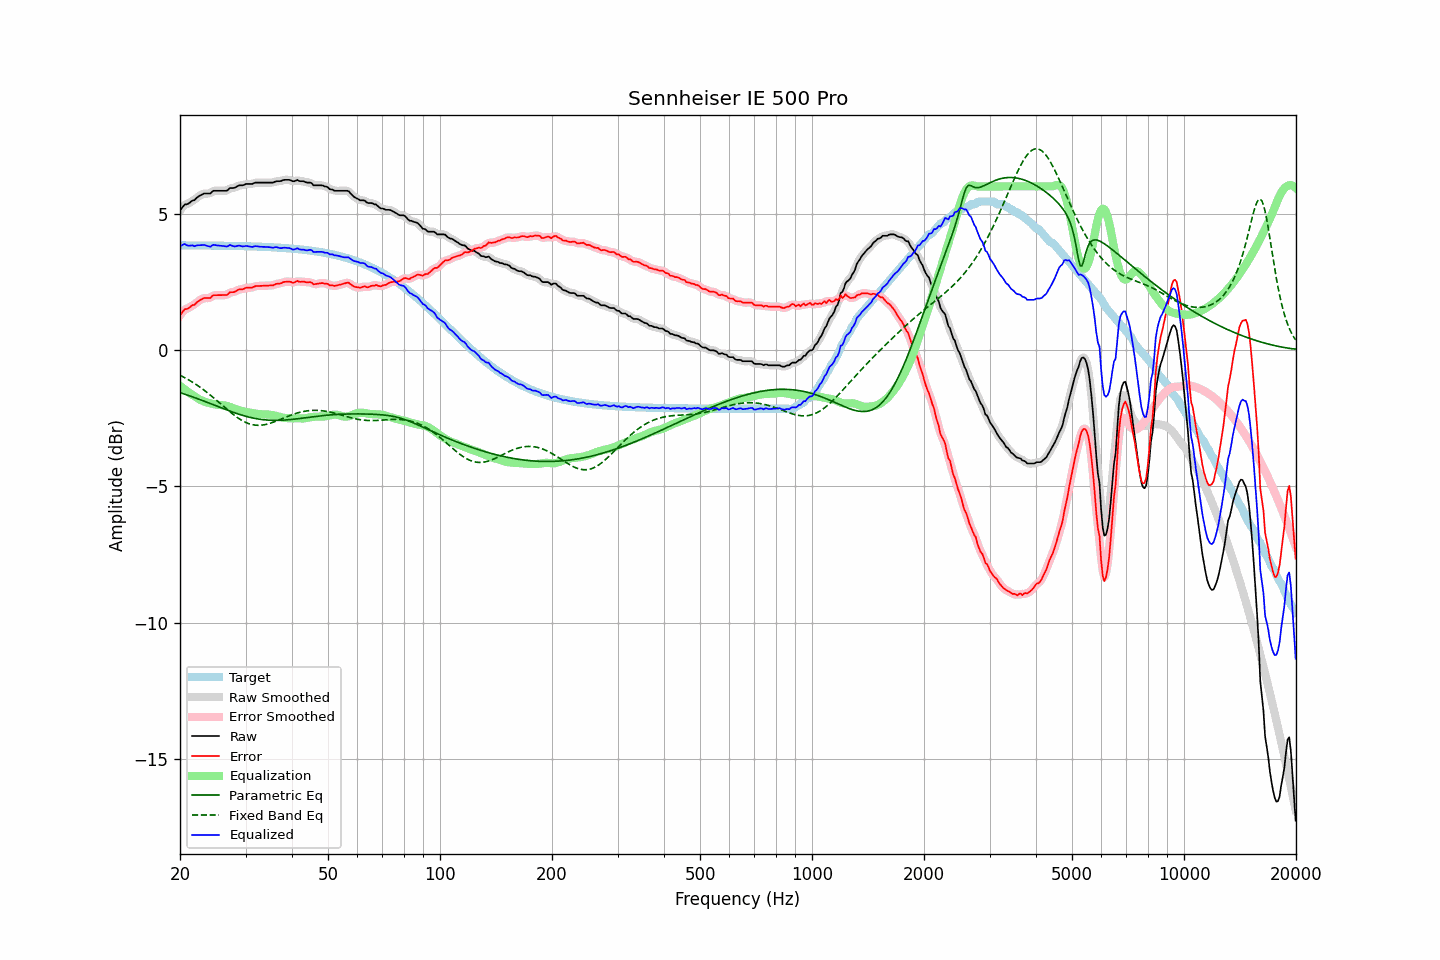 Sennheiser IE 500 Pro
Amplitude (dBr)
5
0
−5
−10
−15
Target
Raw Smoothed
Error Smoothed
Raw
Error
Equalization
Parametric Eq
Fixed Band Eq
Equalized
20 50 100 200 500 1000 2000 5000 10000 20000
Frequency (Hz)